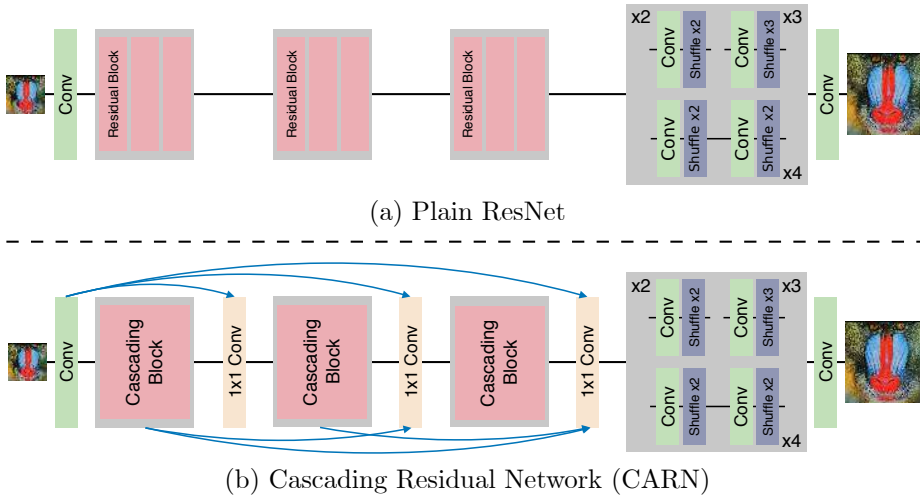 Conv
Residual Block
Residual Block
Residual Block
x2
x3
Conv
Shuffle x2
Conv
Shuffle x3
Conv
Shuffle x2
Conv
Shuffle x2
x4
Conv
(a) Plain ResNet
Conv
Cascading
Block
1x1 Conv
Cascading
Block
1x1 Conv
Cascading
Block
1x1 Conv
x2
x3
Conv
Shuffle x2
Conv
Shuffle x3
Conv
Shuffle x2
Conv
Shuffle x2
x4
Conv
(b) Cascading Residual Network (CARN)